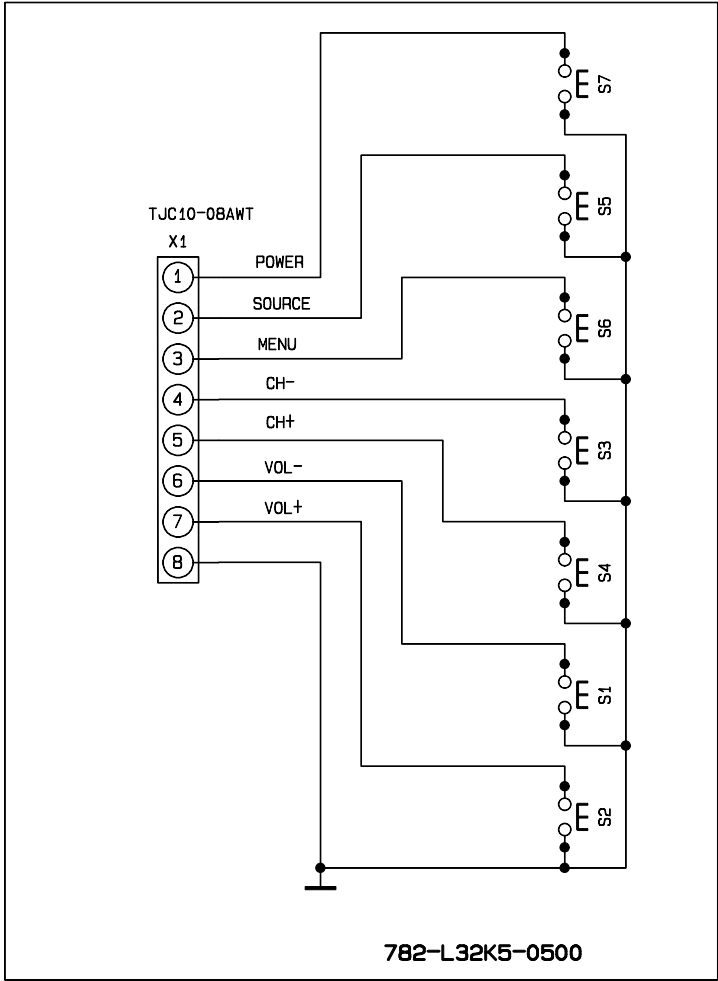 TJC10-08AWT
X1
1
POWER
2
SOURCE
3
MENU
4
CH-
5
CH+
6
VOL-
7
VOL+
8
S7
S5
S6
S3
S4
S1
S2
782-L32K5-0500